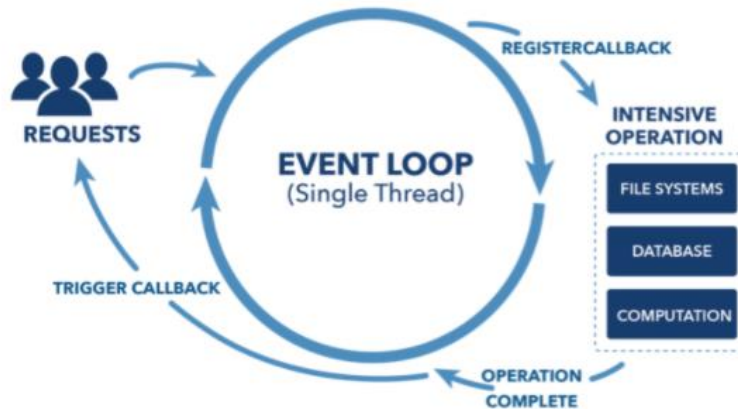 REGISTERCALLBACK
REQUESTS
INTENSIVE
OPERATION
EVENT LOOP
(Single Thread)
FILE SYSTEMS
DATABASE
COMPUTATION
TRIGGER CALLBACK
OPERATION
COMPLETE